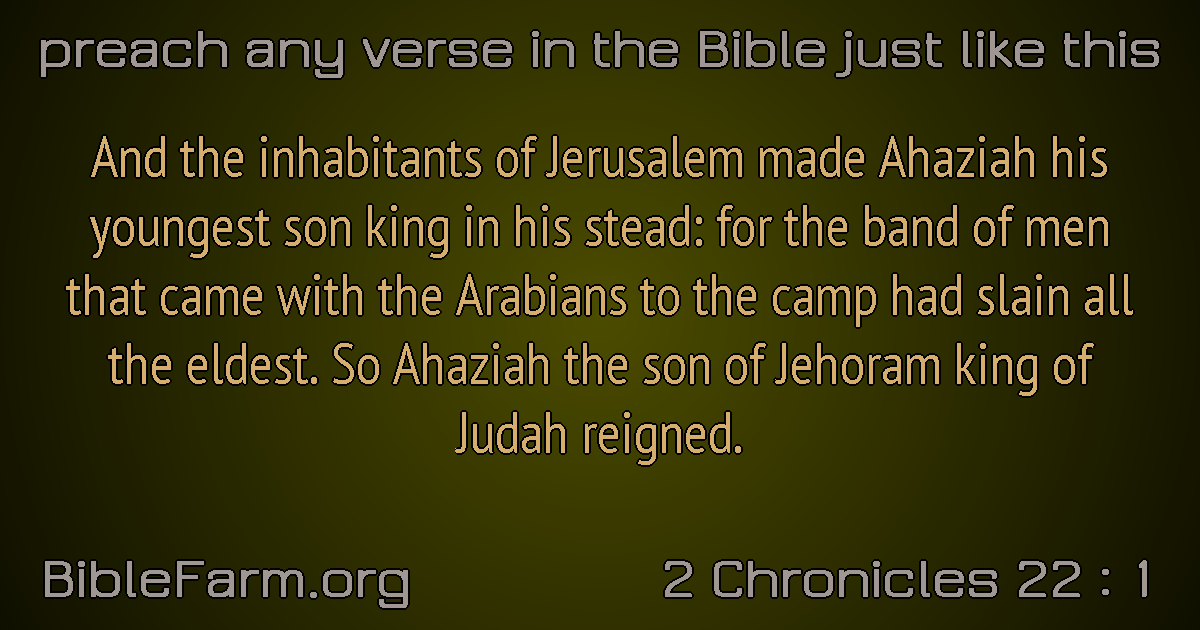 preach any verse in the Bible just like this
And the inhabitants of Jerusalem made Ahaziah his
youngest son king in his stead: for the band of men
that came with the Arabians to the camp had slain all
the eldest. So Ahaziah the son of Jehoram king of
Judah reigned.
BibleFarm.org
2 Chronicles 22 : 1